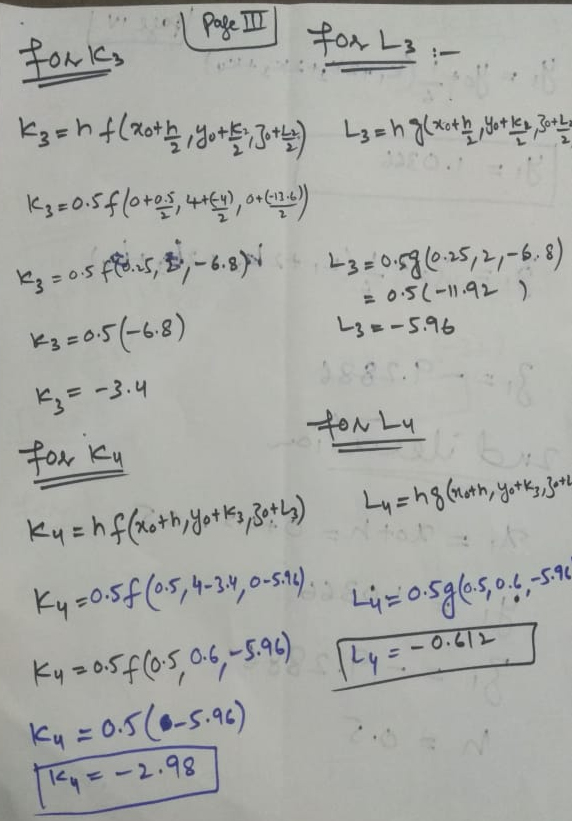 Page III
For K3
K3 = h f(x0+h/2, y0+K2/2, z0+L2/2)
K3 = 0.5 f(0+0.5/2, 4+(-4)/2, 0+(-13.6)/2)
K3 = 0.5 f(0.25, 2, -6.8)
K3 = 0.5(-6.8)
K3 = -3.4
For L3 :-
L3 = h g(x0+h/2, y0+K2/2, z0+L2/2
L3 = 0.5g(0.25, 2, -6.8)
= 0.5(-11.92 )
L3 = -5.96
For K4
K4 = h f(x0+h, y0+K3, z0+L3)
K4 = 0.5 f(0.5, 4-3.4, 0-5.96)
K4 = 0.5 f(0.5, 0.6, -5.96)
K4 = 0.5(-5.96)
K4 = -2.98
For L4
L4 = h g(x0+h, y0+K3, z0+L
L4 = 0.5g(0.5, 0.6, -5.96
L4 = -0.612